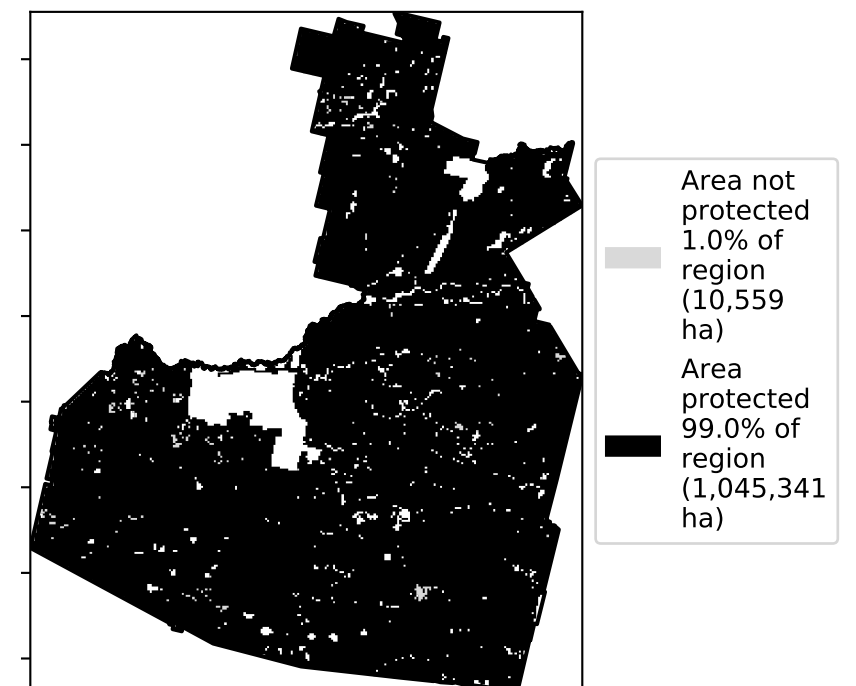 Area not
protected
1.0% of
region
(10,559
ha)
Area
protected
99.0% of
region
(1,045,341
ha)